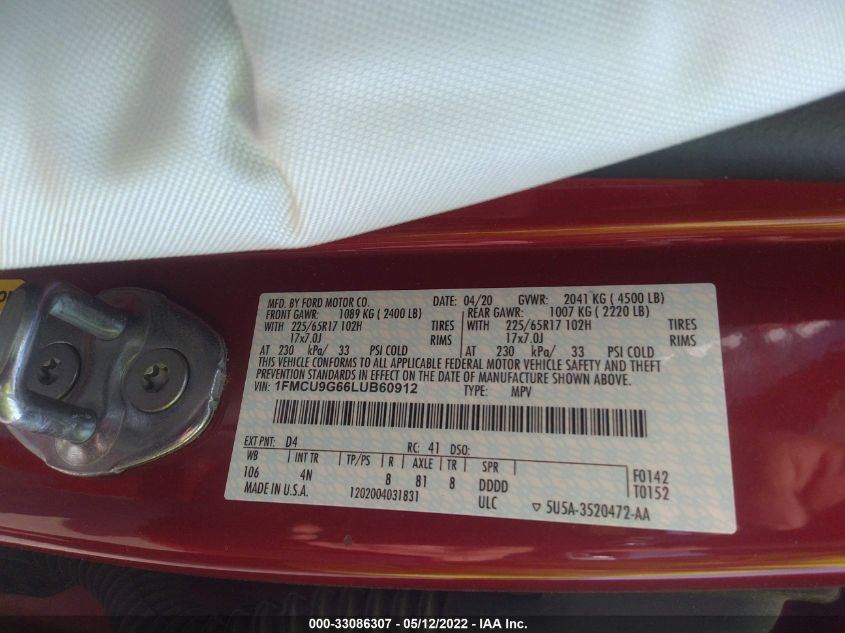 MFD. BY FORD MOTOR CO. DATE: 04/20 GVWR: 2041 KG ( 4500 LB)
FRONT GAWR: 1089 KG ( 2400 LB) REAR GAWR: 1007 KG ( 2220 LB)
WITH 225/65R17 102H TIRES WITH 225/65R17 102H TIRES
17x7.0J RIMS 17x7.0J RIMS
AT 230 kPa/ 33 PSI COLD AT 230 kPa/ 33 PSI COLD
THIS VEHICLE CONFORMS TO ALL APPLICABLE FEDERAL MOTOR VEHICLE SAFETY AND THEFT
PREVENTION STANDARDS IN EFFECT ON THE DATE OF MANUFACTURE SHOWN ABOVE.
VIN: 1FMCU9G66LUB60912 TYPE: MPV
EXT PNT: D4 RC: 41 DSO:
WB INT TR TP/PS R AXLE TR SPR F0142
106 4N 8 81 8 DDDD T0152
MADE IN U.S.A. 1202004031831 ULC ▽ 5U5A-3520472-AA
000-33086307 - 05/12/2022 - IAA Inc.